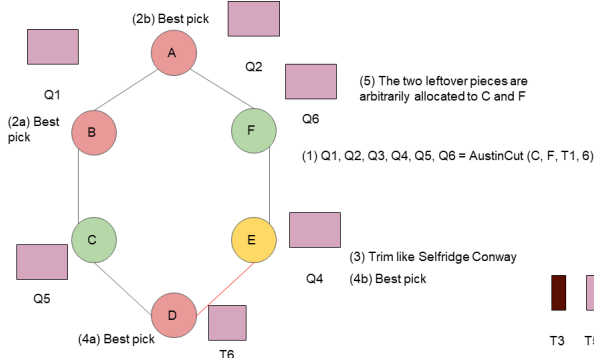 (2b) Best pick
A
Q1
Q2
(5) The two leftover pieces are
arbitrarily allocated to C and F
Q6
(2a) Best
pick
B
F
(1) Q1, Q2, Q3, Q4, Q5, Q6 = AustinCut (C, F, T1, 6)
C
E
Q5
Q4
(3) Trim like Selfridge Conway
(4b) Best pick
D
(4a) Best pick
T6
T3
T5